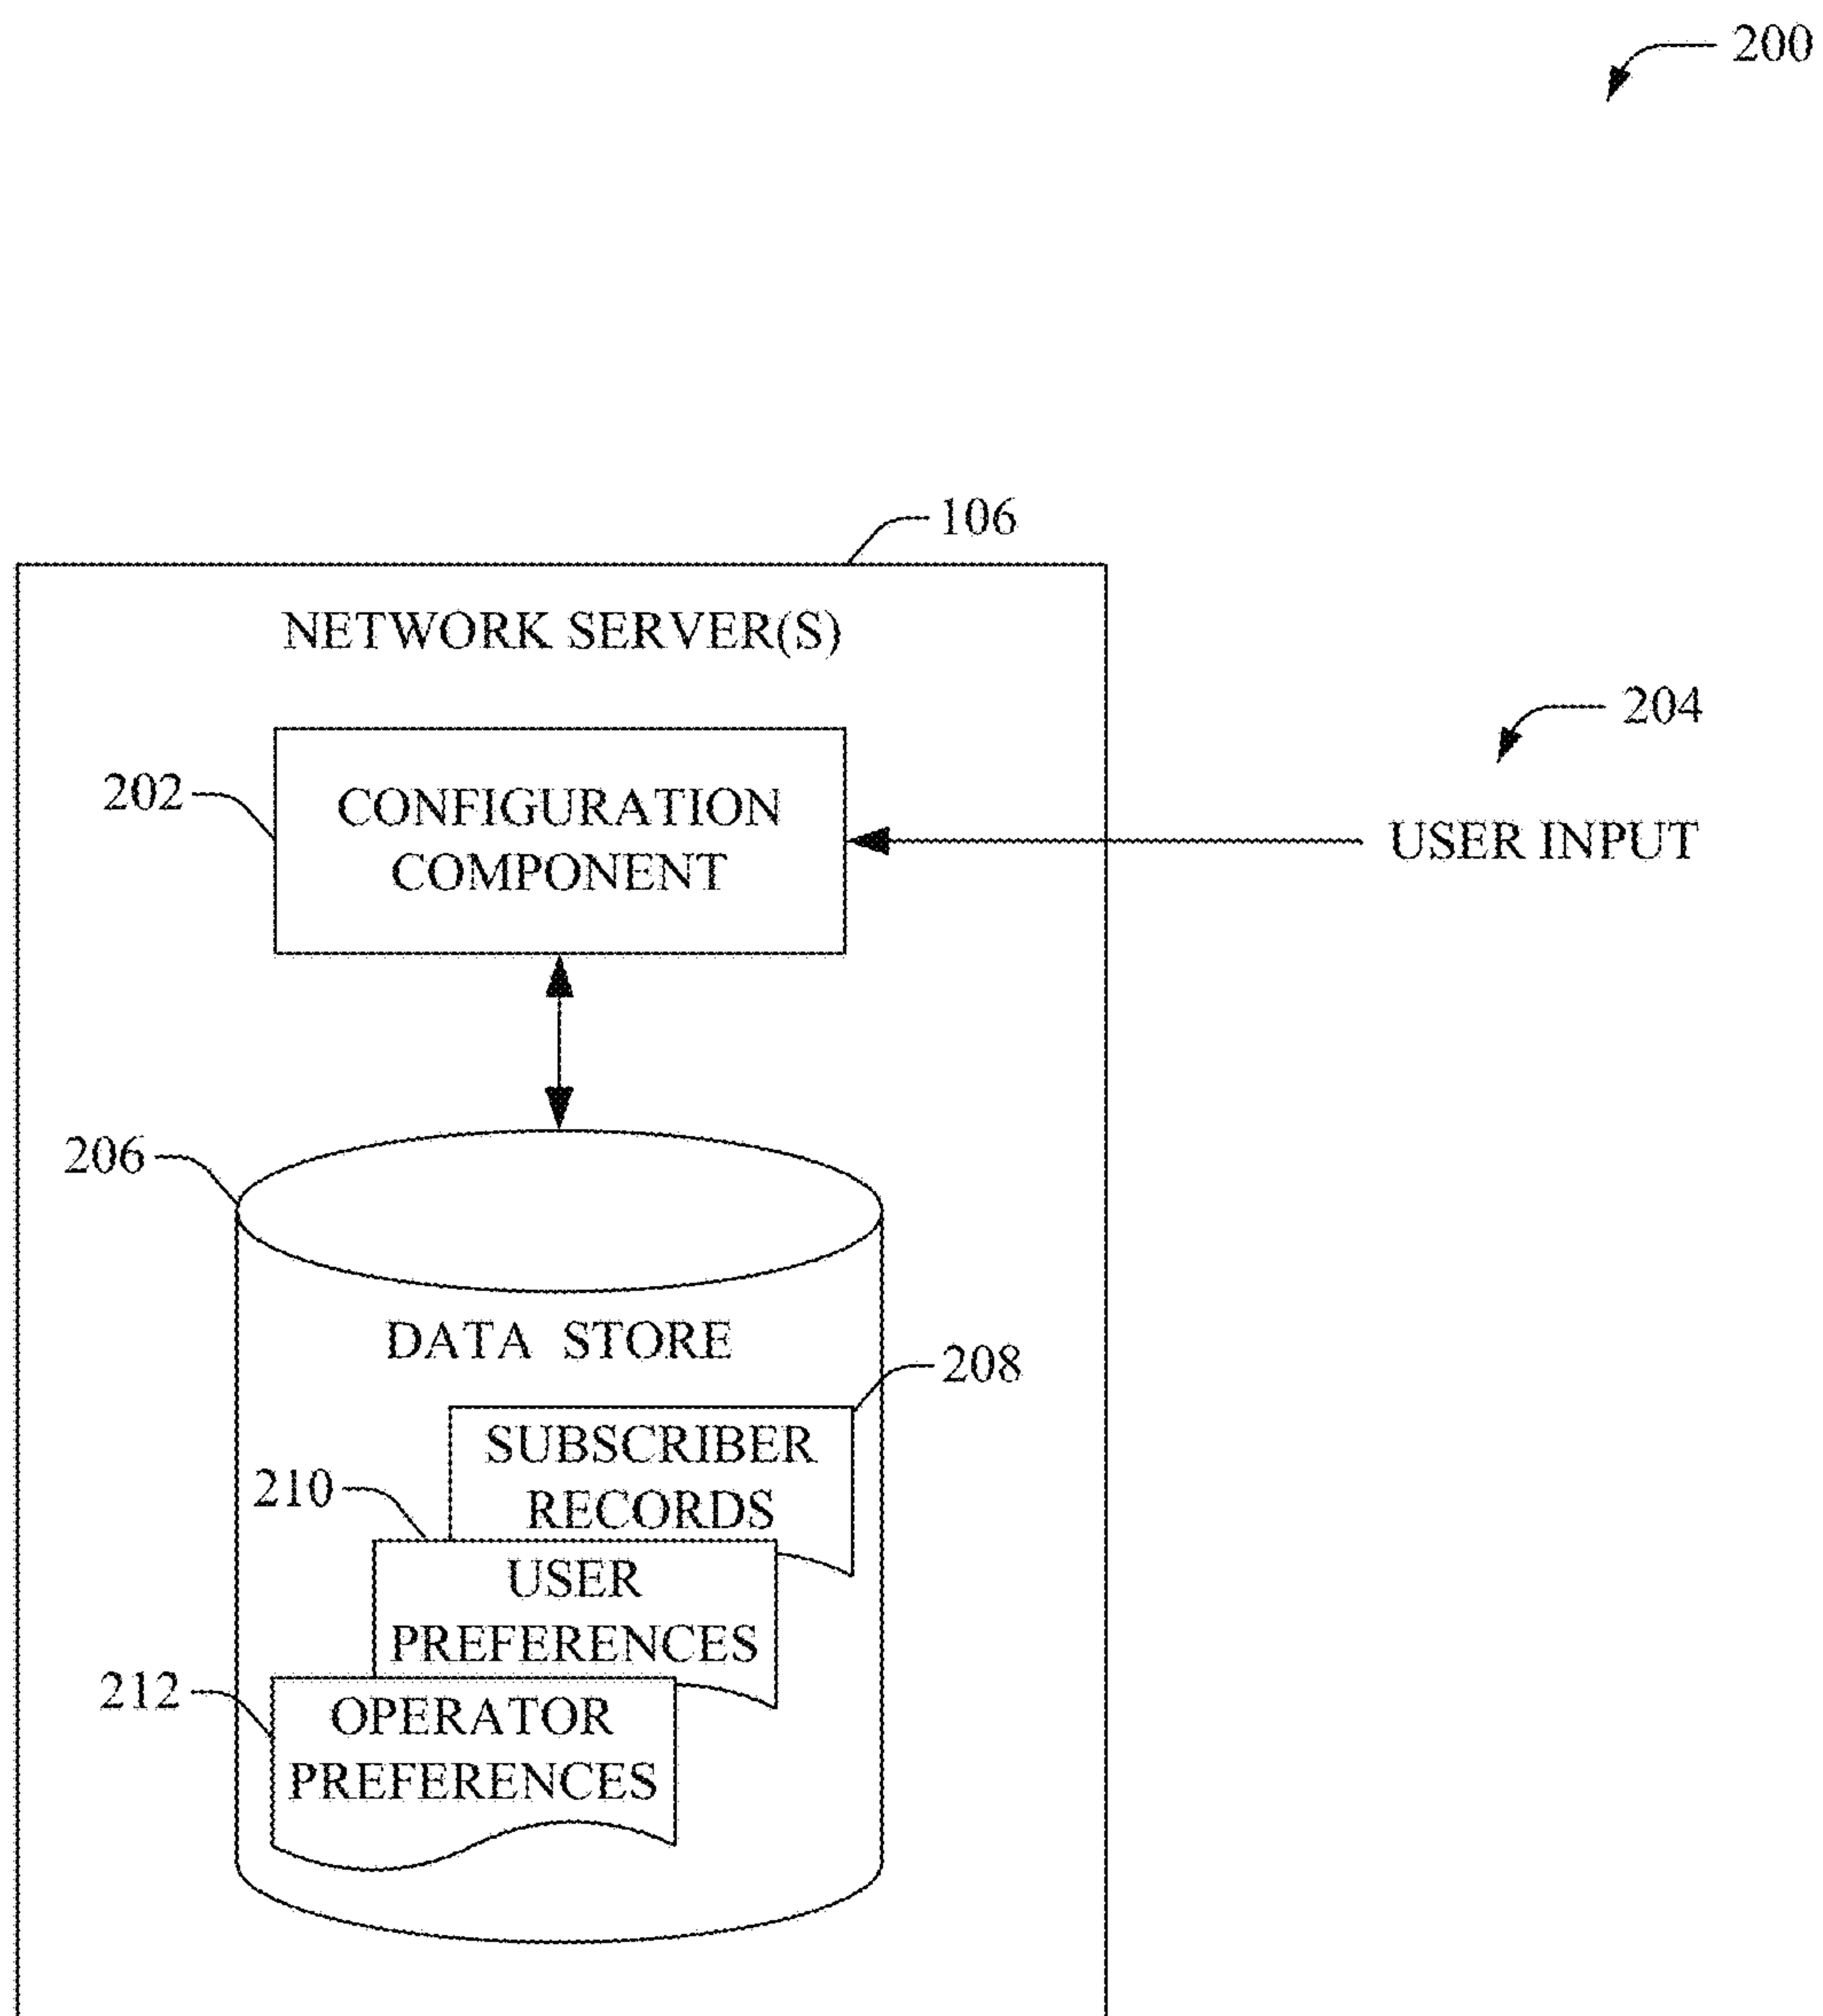 200
106
NETWORK SERVER(S)
204
202
CONFIGURATION
COMPONENT
USER INPUT
206
DATA STORE
208
SUBSCRIBER
RECORDS
210
USER
PREFERENCES
212
OPERATOR
PREFERENCES